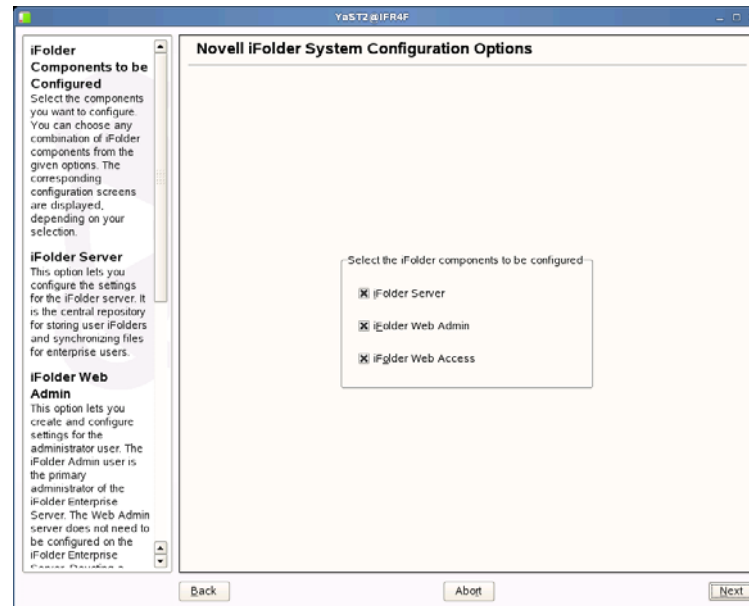 YaST2@IFR4F
iFolder
Components to be
Configured
Select the components
you want to configure.
You can choose any
combination of iFolder
components from the
given options. The
corresponding
configuration screens
are displayed,
depending on your
selection.
iFolder Server
This option lets you
configure the settings
for the iFolder server. It
is the central repository
for storing user iFolders
and synchronizing files
for enterprise users.
iFolder Web
Admin
This option lets you
create and configure
settings for the
administrator user. The
iFolder Admin user is
the primary
administrator of the
iFolder Enterprise
Server. The Web Admin
server does not need to
be configured on the
iFolder Enterprise
Novell iFolder System Configuration Options
Select the iFolder components to be configured
iFolder Server
iFolder Web Admin
iFolder Web Access
Back
Abort
Next